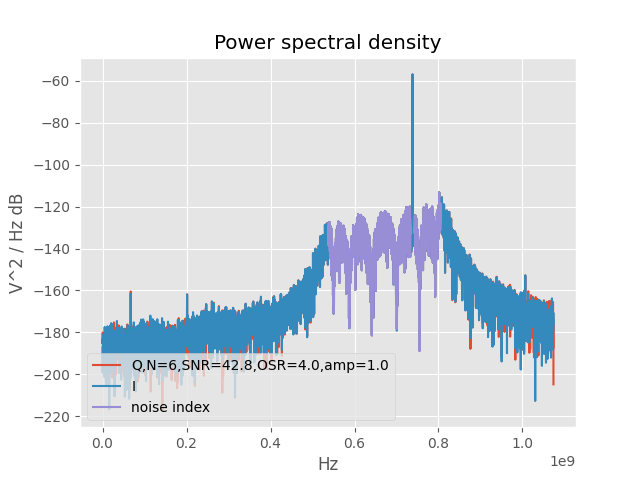 Power spectral density
V^2 / Hz dB
−60
−80
−100
−120
−140
−160
−180
−200
−220
Q,N=6,SNR=42.8,OSR=4.0,amp=1.0
I
noise index
0.0 0.2 0.4 0.6 0.8 1.0
1e9
Hz